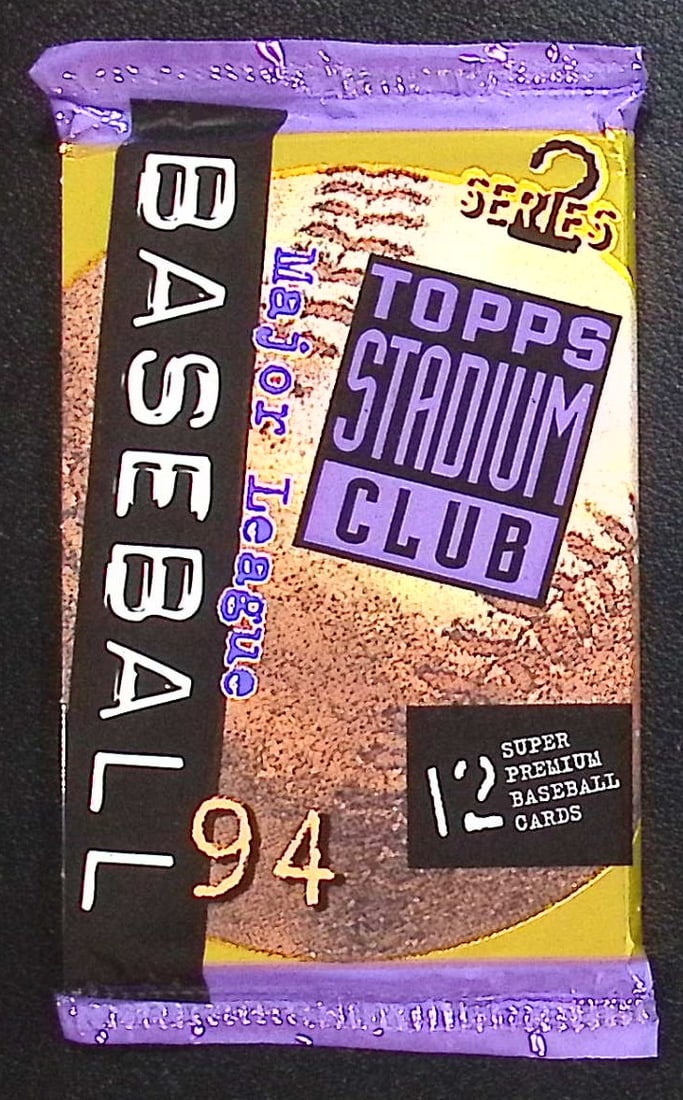 SERIES 2
TOPPS
STADIUM
CLUB
BASEBALL
Major League
94
12 SUPER
PREMIUM
BASEBALL
CARDS